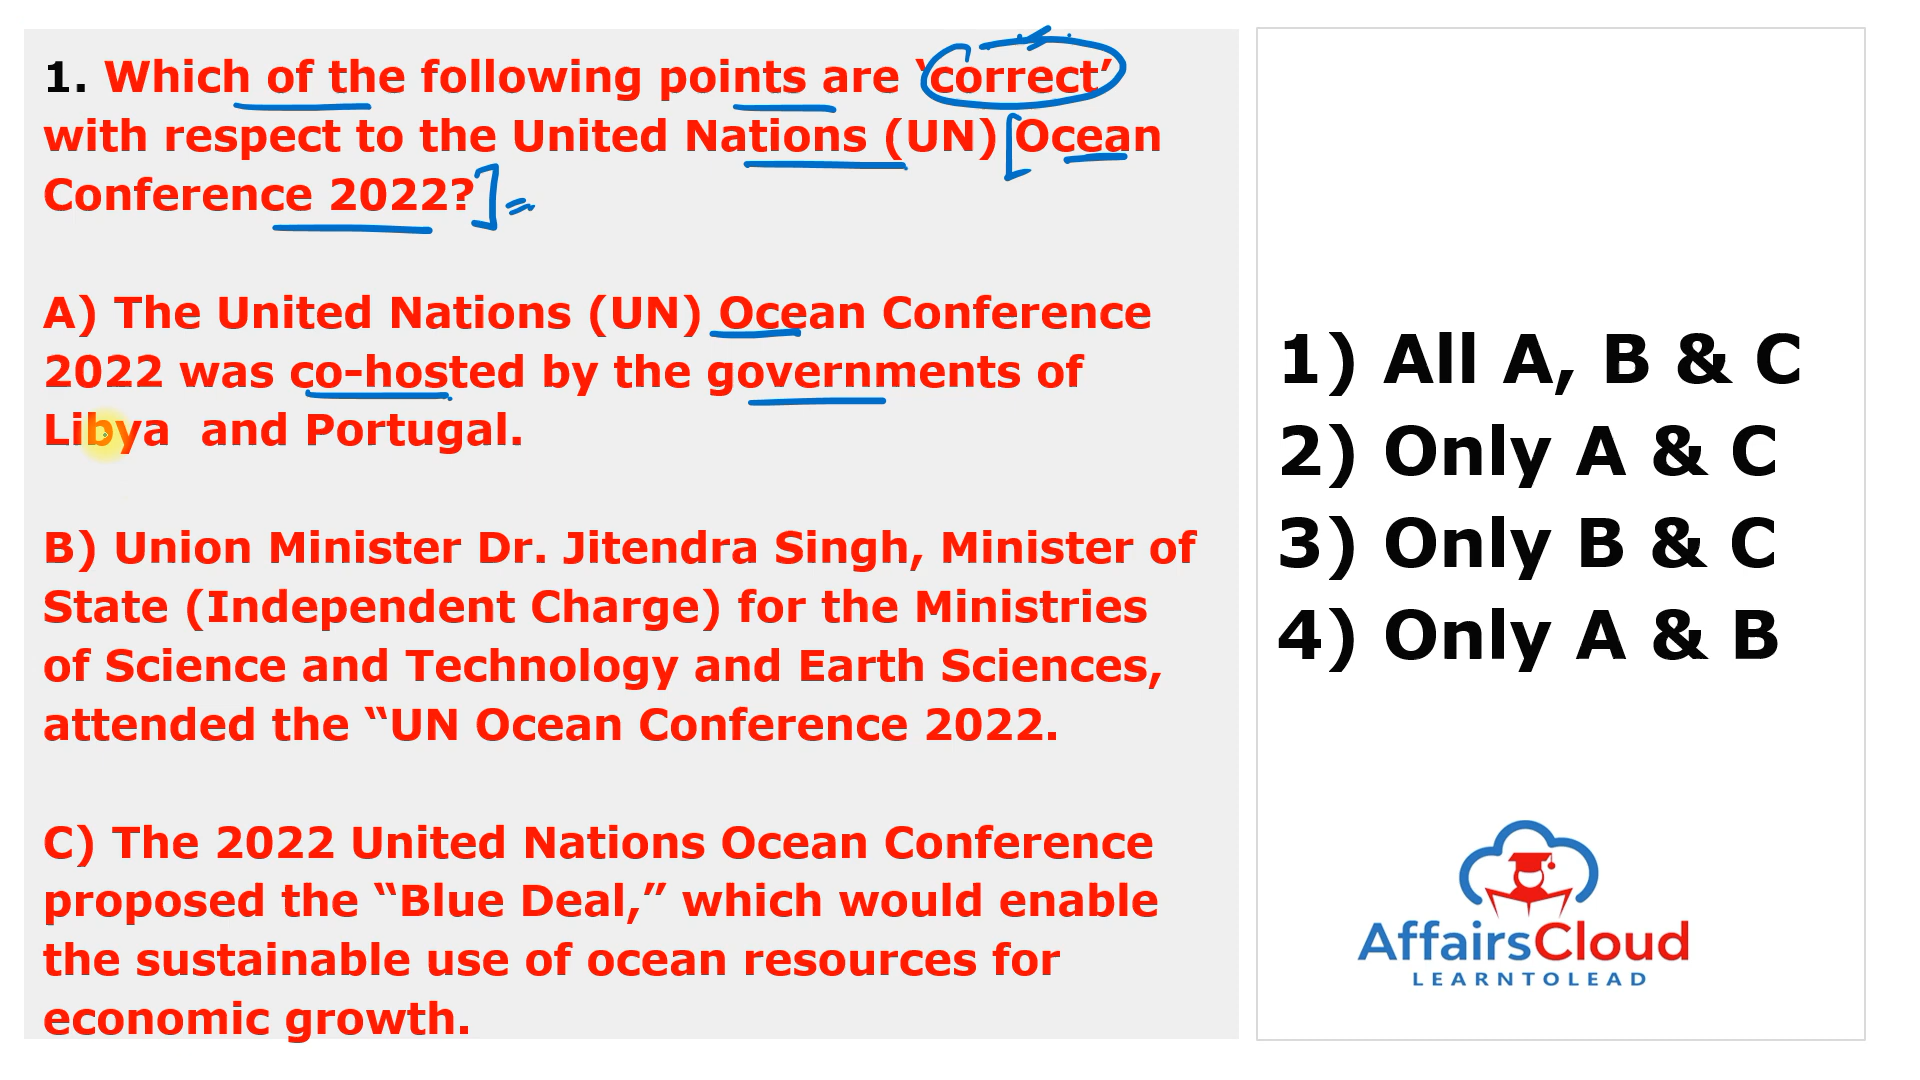 1. Which of the following points are ‘correct’
with respect to the United Nations (UN) Ocean
Conference 2022?
A) The United Nations (UN) Ocean Conference
2022 was co-hosted by the governments of
Libya  and Portugal.
B) Union Minister Dr. Jitendra Singh, Minister of
State (Independent Charge) for the Ministries
of Science and Technology and Earth Sciences,
attended the “UN Ocean Conference 2022.
C) The 2022 United Nations Ocean Conference
proposed the “Blue Deal,” which would enable
the sustainable use of ocean resources for
economic growth.
1) All A, B & C
2) Only A & C
3) Only B & C
4) Only A & B
AffairsCloud
LEARNTOLEAD